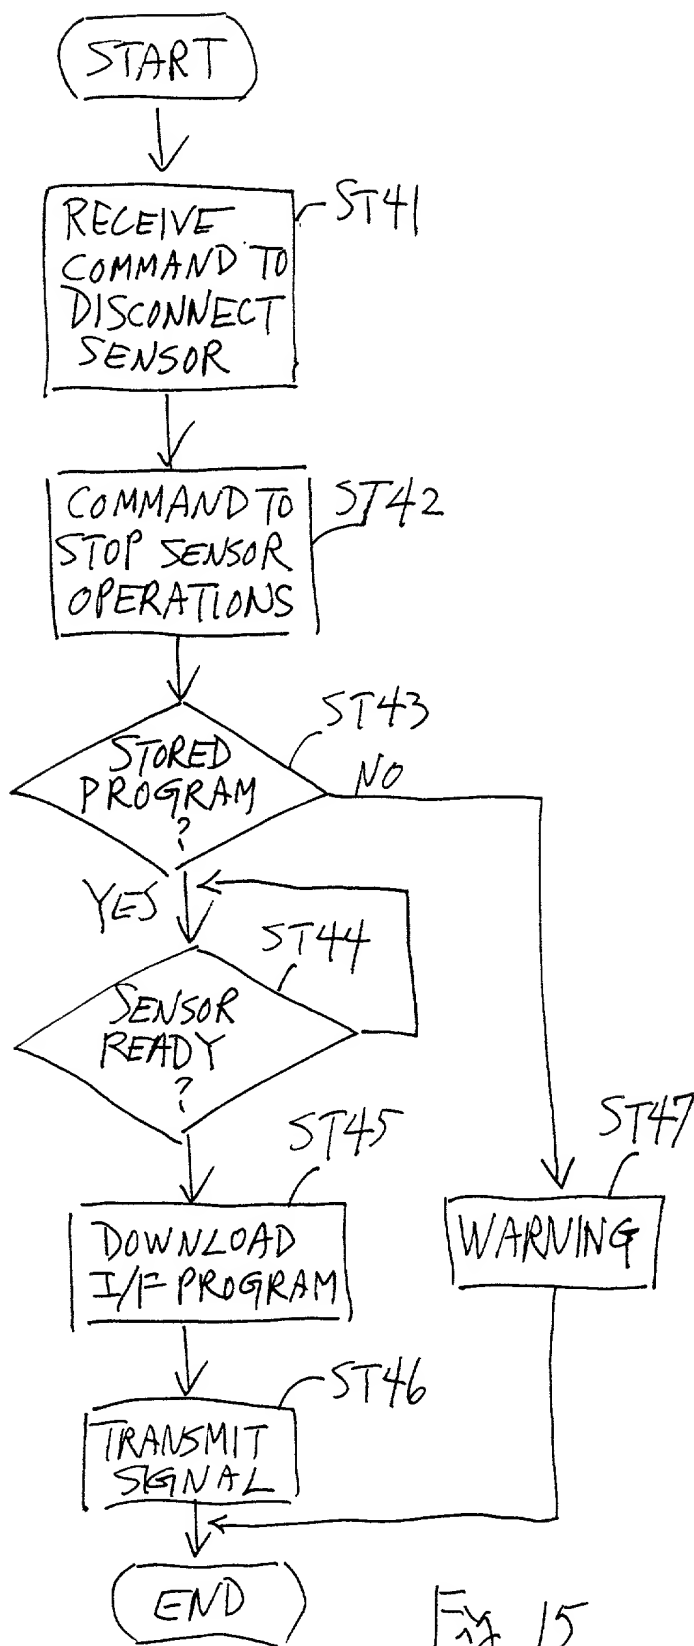 START
ST41
RECEIVE
COMMAND TO
DISCONNECT
SENSOR
ST42
COMMAND TO
STOP SENSOR
OPERATIONS
ST43
STORED
PROGRAM
?
NO
YES
ST44
SENSOR
READY
?
ST45
DOWNLOAD
I/F PROGRAM
ST47
WARNING
ST46
TRANSMIT
SIGNAL
END
Fig. 15